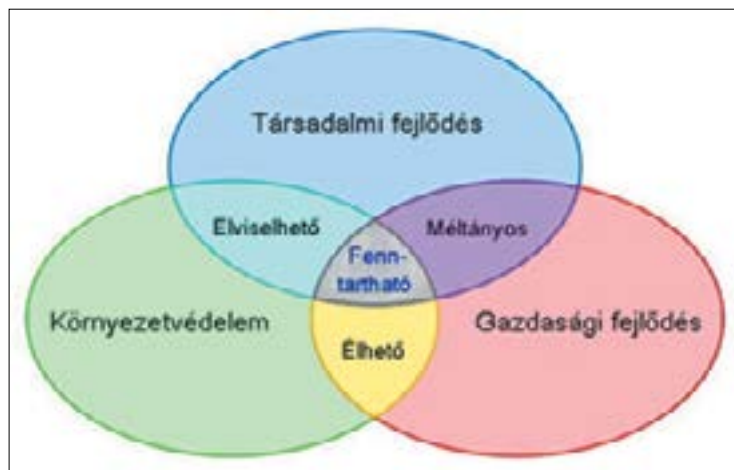 Társadalmi fejlődés
Elviselhető
Méltányos
Fenn-
tartható
Környezetvédelem
Gazdasági fejlődés
Élhető